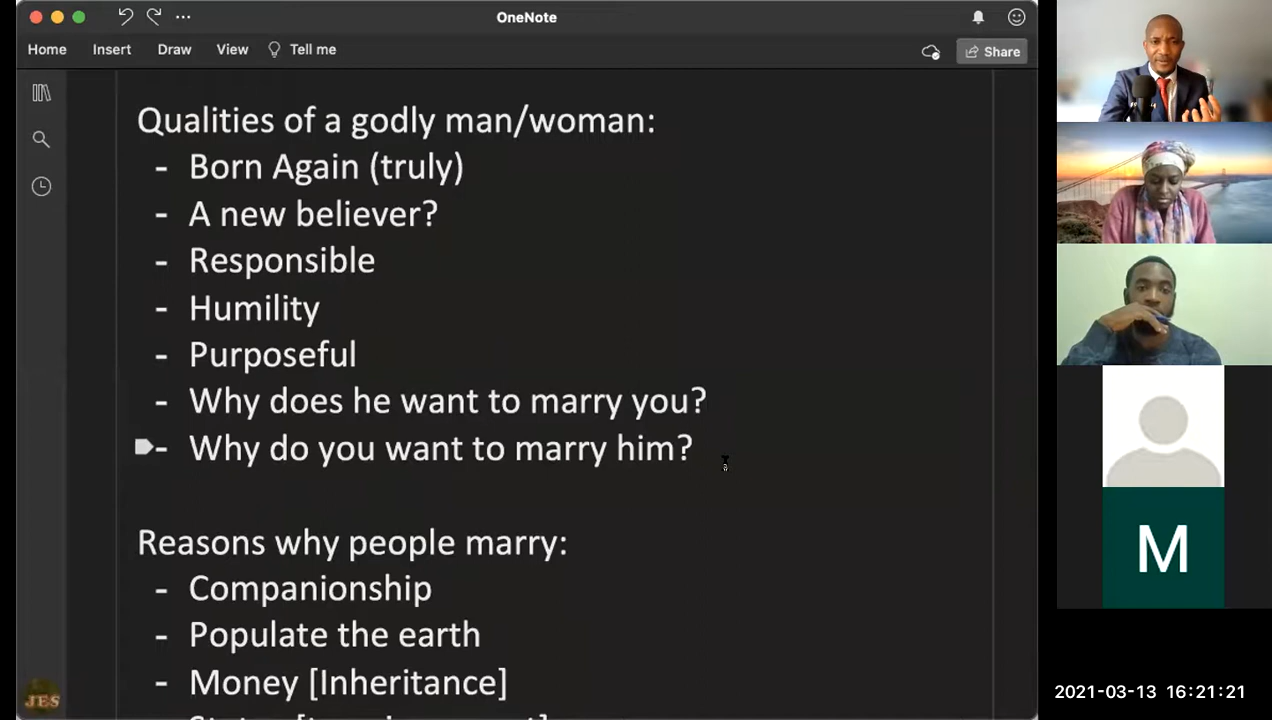 OneNote
Home Insert Draw View Tell me
Share
Qualities of a godly man/woman:
- Born Again (truly)
- A new believer?
- Responsible
- Humility
- Purposeful
- Why does he want to marry you?
- Why do you want to marry him?
Reasons why people marry:
- Companionship
- Populate the earth
- Money [Inheritance]
M
JES
2021-03-13 16:21:21